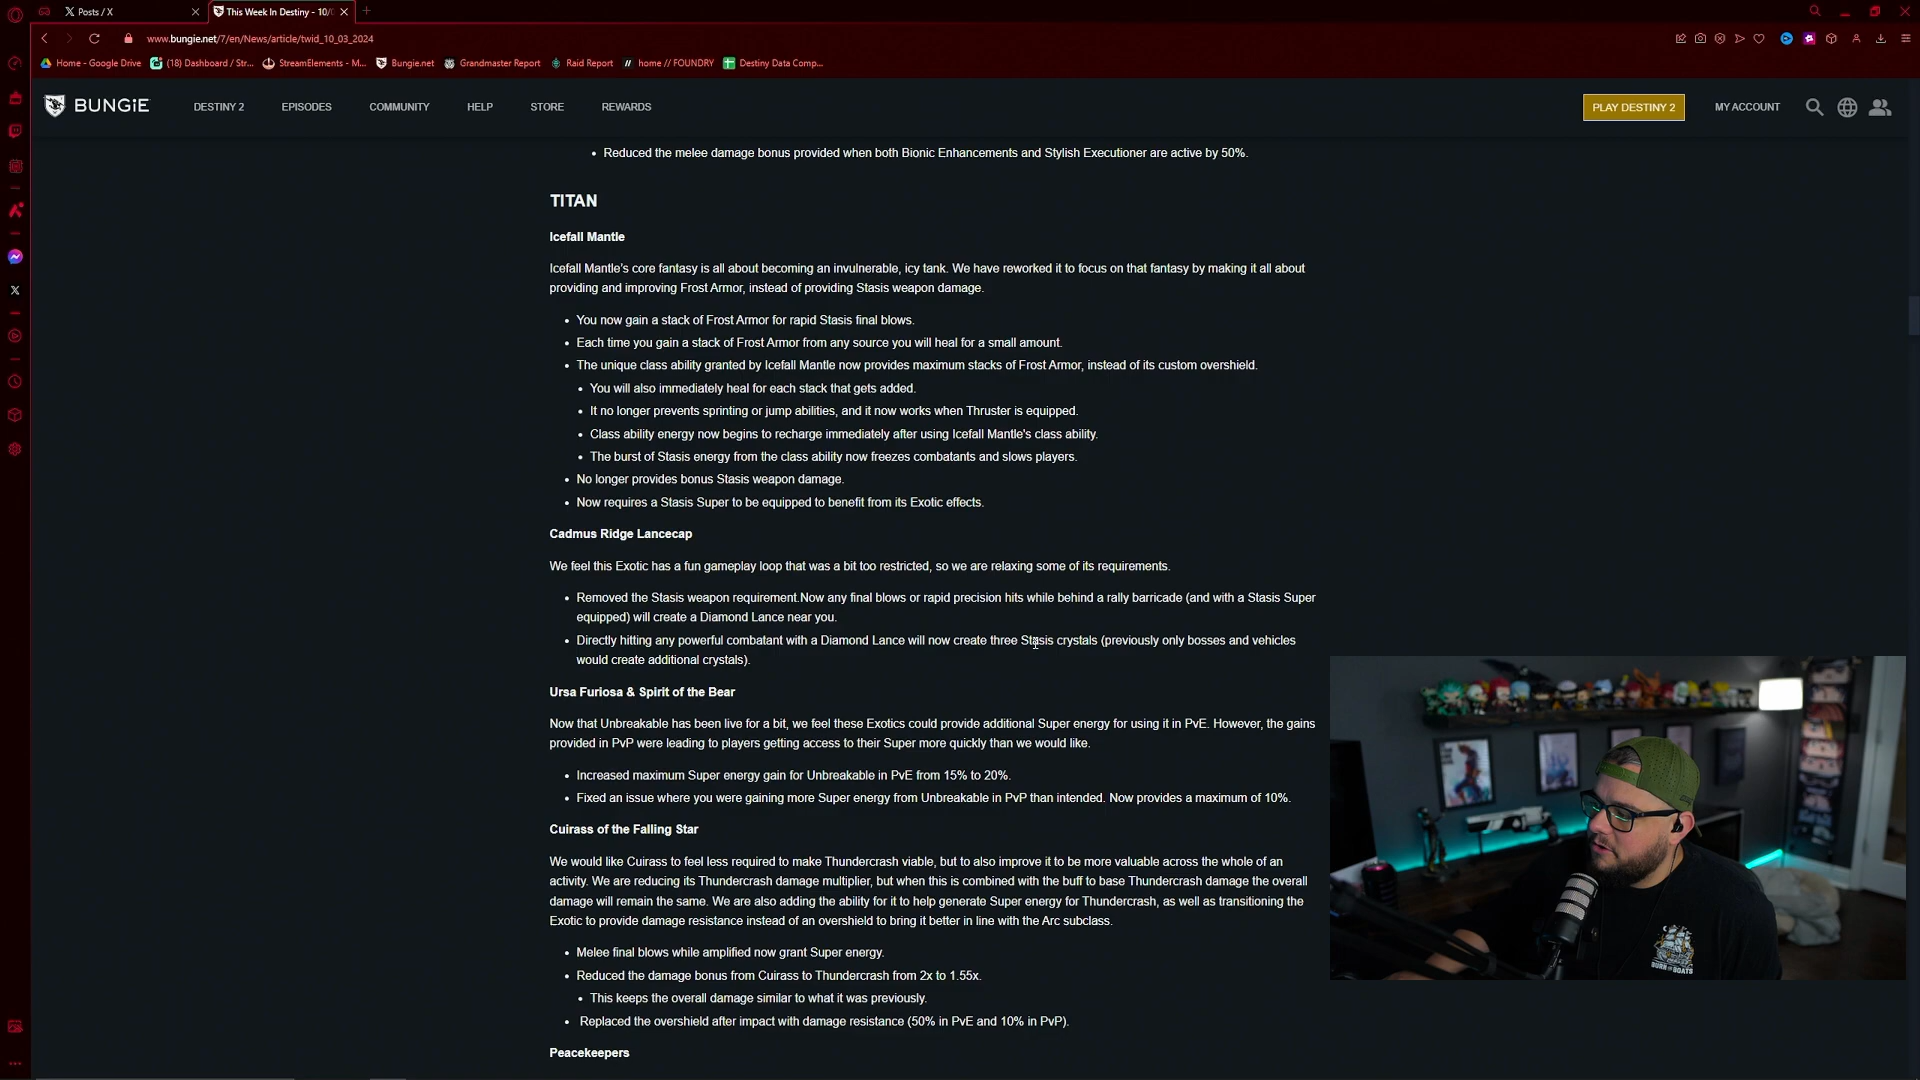 Posts / X
This Week In Destiny - 10/
www.bungie.net/7/en/News/article/twid_10_03_2024
Home - Google Drive
(18) Dashboard / Str...
StreamElements - M...
Bungie.net
Grandmaster Report
Raid Report
home // FOUNDRY
Destiny Data Comp...
BUNGiE
DESTINY 2
EPISODES
COMMUNITY
HELP
STORE
REWARDS
PLAY DESTINY 2
MY ACCOUNT
• Reduced the melee damage bonus provided when both Bionic Enhancements and Stylish Executioner are active by 50%.
TITAN
Icefall Mantle
Icefall Mantle's core fantasy is all about becoming an invulnerable, icy tank. We have reworked it to focus on that fantasy by making it all about
providing and improving Frost Armor, instead of providing Stasis weapon damage.
• You now gain a stack of Frost Armor for rapid Stasis final blows.
• Each time you gain a stack of Frost Armor from any source you will heal for a small amount.
• The unique class ability granted by Icefall Mantle now provides maximum stacks of Frost Armor, instead of its custom overshield.
• You will also immediately heal for each stack that gets added.
• It no longer prevents sprinting or jump abilities, and it now works when Thruster is equipped.
• Class ability energy now begins to recharge immediately after using Icefall Mantle's class ability.
• The burst of Stasis energy from the class ability now freezes combatants and slows players.
• No longer provides bonus Stasis weapon damage.
• Now requires a Stasis Super to be equipped to benefit from its Exotic effects.
Cadmus Ridge Lancecap
We feel this Exotic has a fun gameplay loop that was a bit too restricted, so we are relaxing some of its requirements.
• Removed the Stasis weapon requirement.Now any final blows or rapid precision hits while behind a rally barricade (and with a Stasis Super
equipped) will create a Diamond Lance near you.
• Directly hitting any powerful combatant with a Diamond Lance will now create three Stasis crystals (previously only bosses and vehicles
would create additional crystals).
Ursa Furiosa & Spirit of the Bear
Now that Unbreakable has been live for a bit, we feel these Exotics could provide additional Super energy for using it in PvE. However, the gains
provided in PvP were leading to players getting access to their Super more quickly than we would like.
• Increased maximum Super energy gain for Unbreakable in PvE from 15% to 20%.
• Fixed an issue where you were gaining more Super energy from Unbreakable in PvP than intended. Now provides a maximum of 10%.
Cuirass of the Falling Star
We would like Cuirass to feel less required to make Thundercrash viable, but to also improve it to be more valuable across the whole of an
activity. We are reducing its Thundercrash damage multiplier, but when this is combined with the buff to base Thundercrash damage the overall
damage will remain the same. We are also adding the ability for it to help generate Super energy for Thundercrash, as well as transitioning the
Exotic to provide damage resistance instead of an overshield to bring it better in line with the Arc subclass.
• Melee final blows while amplified now grant Super energy.
• Reduced the damage bonus from Cuirass to Thundercrash from 2x to 1.55x.
• This keeps the overall damage similar to what it was previously.
• Replaced the overshield after impact with damage resistance (50% in PvE and 10% in PvP).
Peacekeepers
BURN THE BOATS